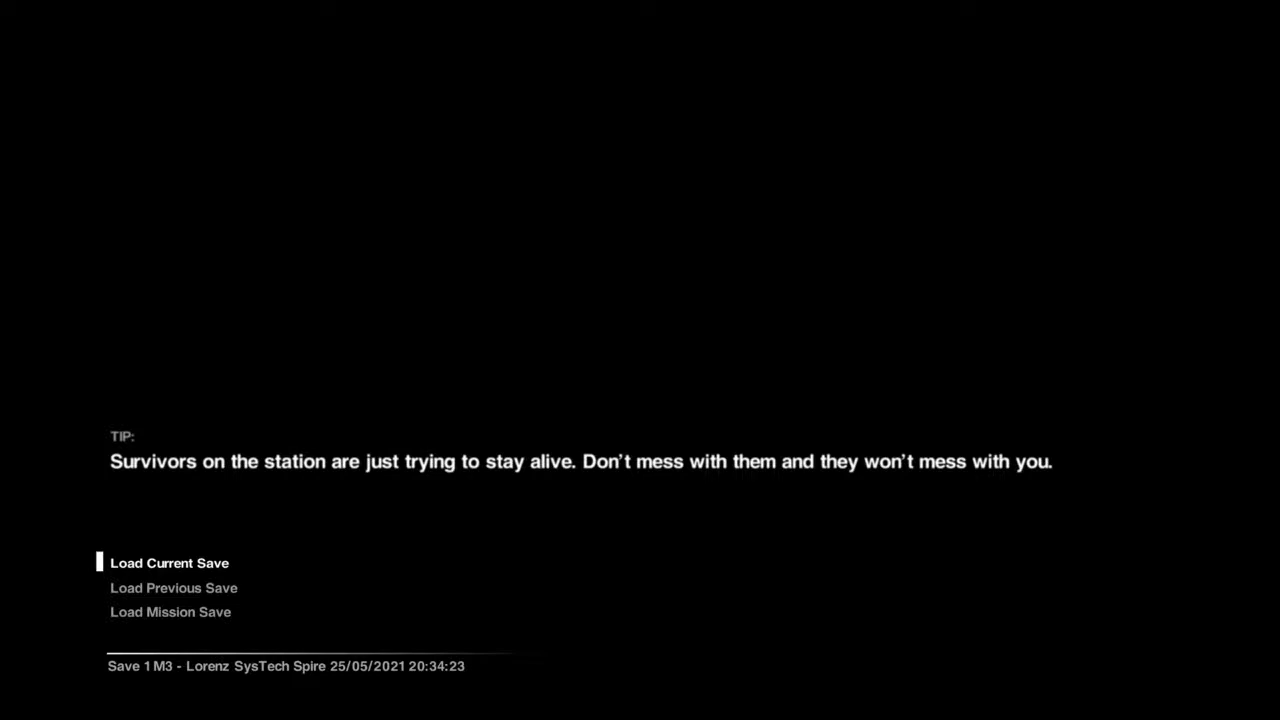 TIP:
Survivors on the station are just trying to stay alive. Don’t mess with them and they won’t mess with you.
Load Current Save
Load Previous Save
Load Mission Save
Save 1 M3 - Lorenz SysTech Spire 25/05/2021 20:34:23